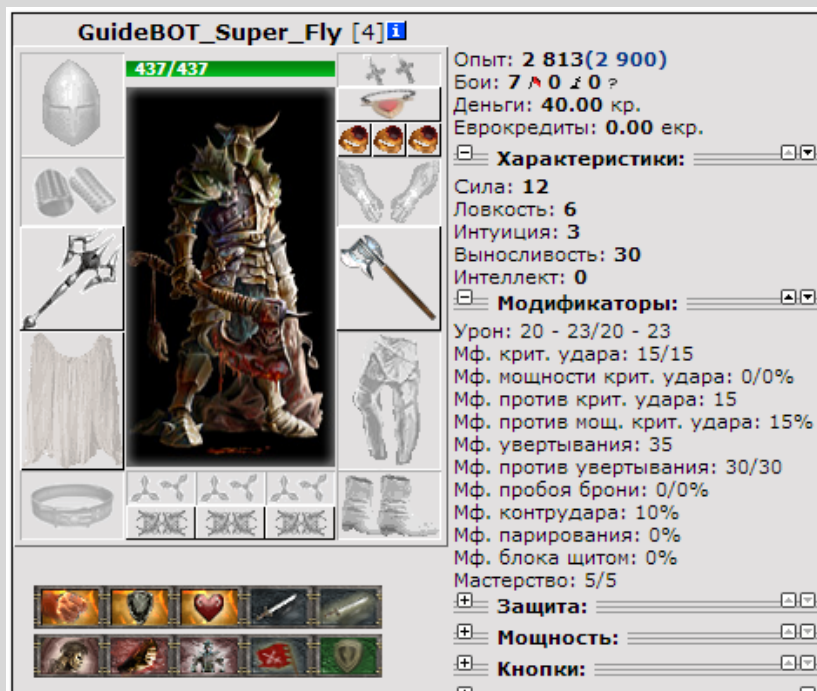 GuideBOT_Super_Fly [4] i
437/437
Опыт: 2 813(2 900)
Бои: 7 0 0 ?
Деньги: 40.00 кр.
Еврокредиты: 0.00 екр.
Характеристики:
Сила: 12
Ловкость: 6
Интуиция: 3
Выносливость: 30
Интеллект: 0
Модификаторы:
Урон: 20 - 23/20 - 23
Мф. крит. удара: 15/15
Мф. мощности крит. удара: 0/0%
Мф. против крит. удара: 15
Мф. против мощ. крит. удара: 15%
Мф. увертывания: 35
Мф. против увертывания: 30/30
Мф. пробоя брони: 0/0%
Мф. контрудара: 10%
Мф. парирования: 0%
Мф. блока щитом: 0%
Мастерство: 5/5
Защита:
Мощность:
Кнопки: